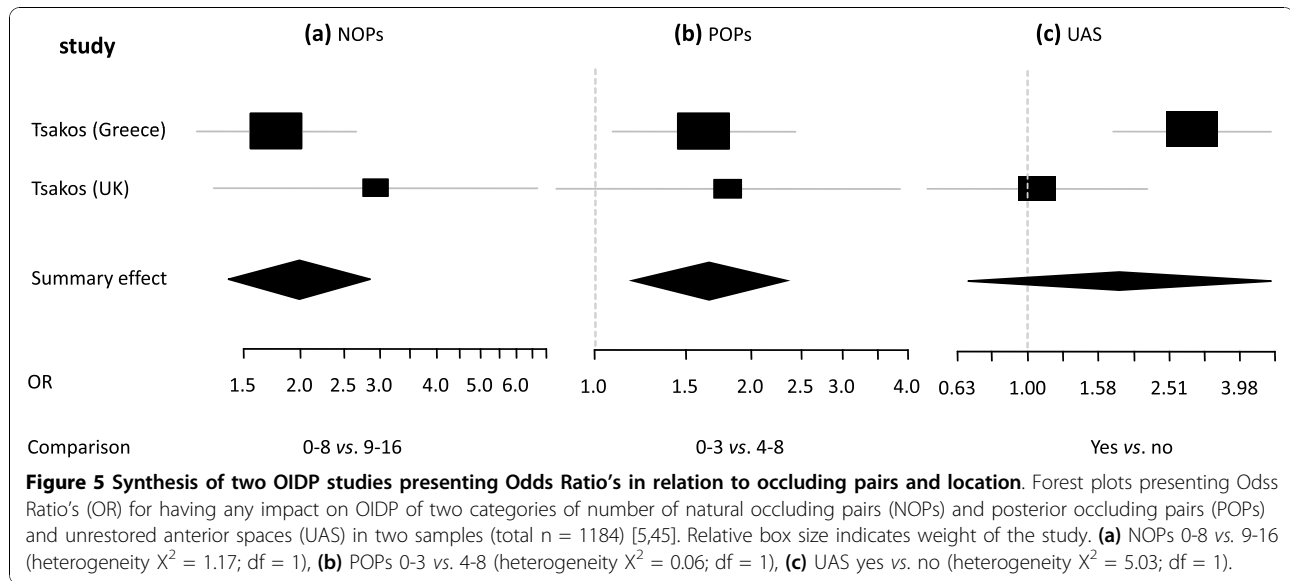 study
(a) NOPs (b) POPs (c) UAS
Tsakos (Greece)
Tsakos (UK)
Summary effect
OR 1.5 2.0 2.5 3.0 4.0 5.0 6.0 1.0 1.5 2.0 2.5 3.0 4.0 0.63 1.00 1.58 2.51 3.98
Comparison 0-8 vs. 9-16 0-3 vs. 4-8 Yes vs. no
Figure 5 Synthesis of two OIDP studies presenting Odds Ratio's in relation to occluding pairs and location. Forest plots presenting Odss
Ratio's (OR) for having any impact on OIDP of two categories of number of natural occluding pairs (NOPs) and posterior occluding pairs (POPs)
and unrestored anterior spaces (UAS) in two samples (total n = 1184) [5,45]. Relative box size indicates weight of the study. (a) NOPs 0-8 vs. 9-16
(heterogeneity X² = 1.17; df = 1), (b) POPs 0-3 vs. 4-8 (heterogeneity X² = 0.06; df = 1), (c) UAS yes vs. no (heterogeneity X² = 5.03; df = 1).